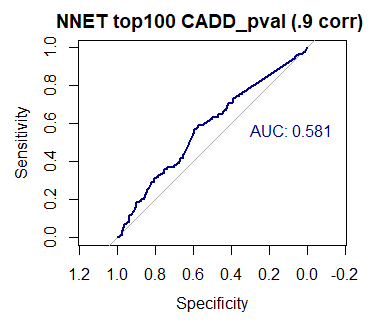 NNET top100 CADD_pval (.9 corr)
Sensitivity
1.0
0.8
0.6
0.4
0.2
0.0
AUC: 0.581
1.2 1.0 0.8 0.6 0.4 0.2 0.0 -0.2
Specificity